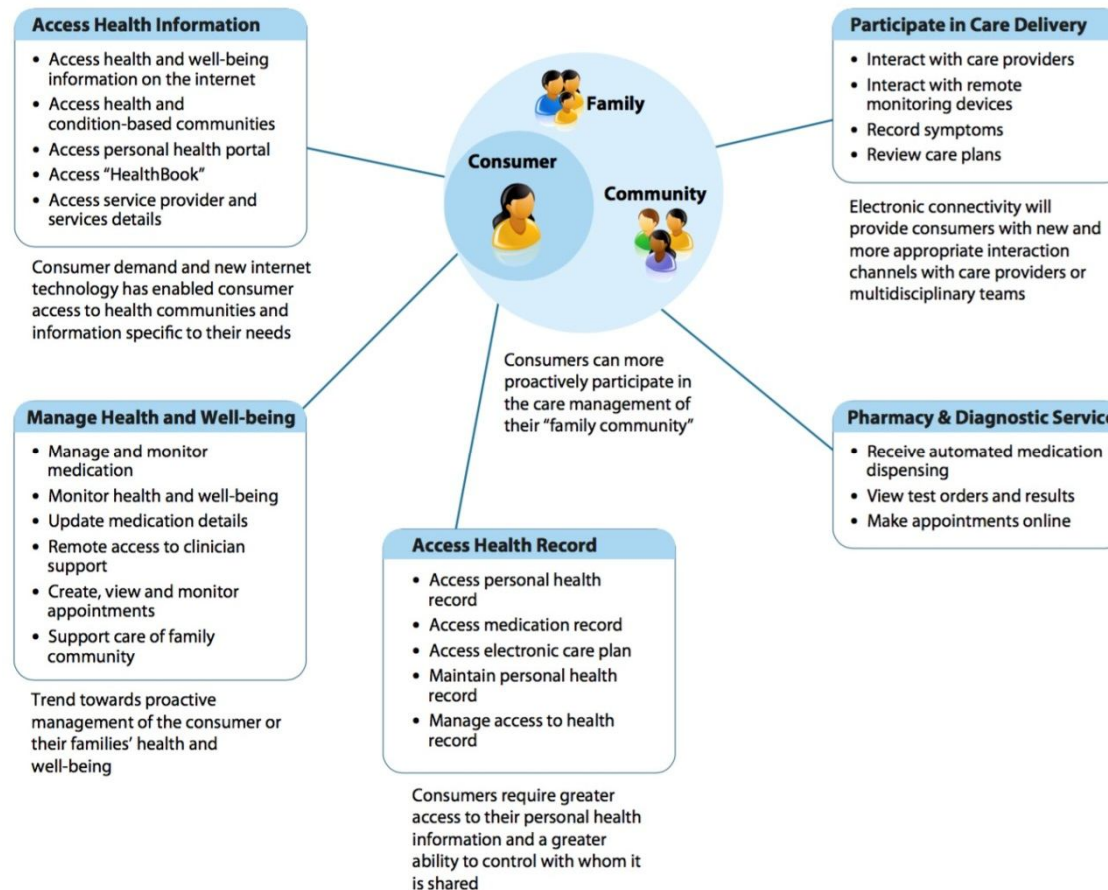 Access Health Information
• Access health and well-being
information on the internet
• Access health and
condition-based communities
• Access personal health portal
• Access “HealthBook”
• Access service provider and
services details
Consumer demand and new internet
technology has enabled consumer
access to health communities and
information specific to their needs
Family
Consumer
Community
Consumers can more
proactively participate in
the care management of
their “family community”
Participate in Care Delivery
• Interact with care providers
• Interact with remote
monitoring devices
• Record symptoms
• Review care plans
Electronic connectivity will
provide consumers with new and
more appropriate interaction
channels with care providers or
multidisciplinary teams
Manage Health and Well-being
• Manage and monitor
medication
• Monitor health and well-being
• Update medication details
• Remote access to clinician
support
• Create, view and monitor
appointments
• Support care of family
community
Trend towards proactive
management of the consumer or
their families’ health and
well-being
Access Health Record
• Access personal health
record
• Access medication record
• Access electronic care plan
• Maintain personal health
record
• Manage access to health
record
Consumers require greater
access to their personal health
information and a greater
ability to control with whom it
is shared
Pharmacy & Diagnostic Service
• Receive automated medication
dispensing
• View test orders and results
• Make appointments online